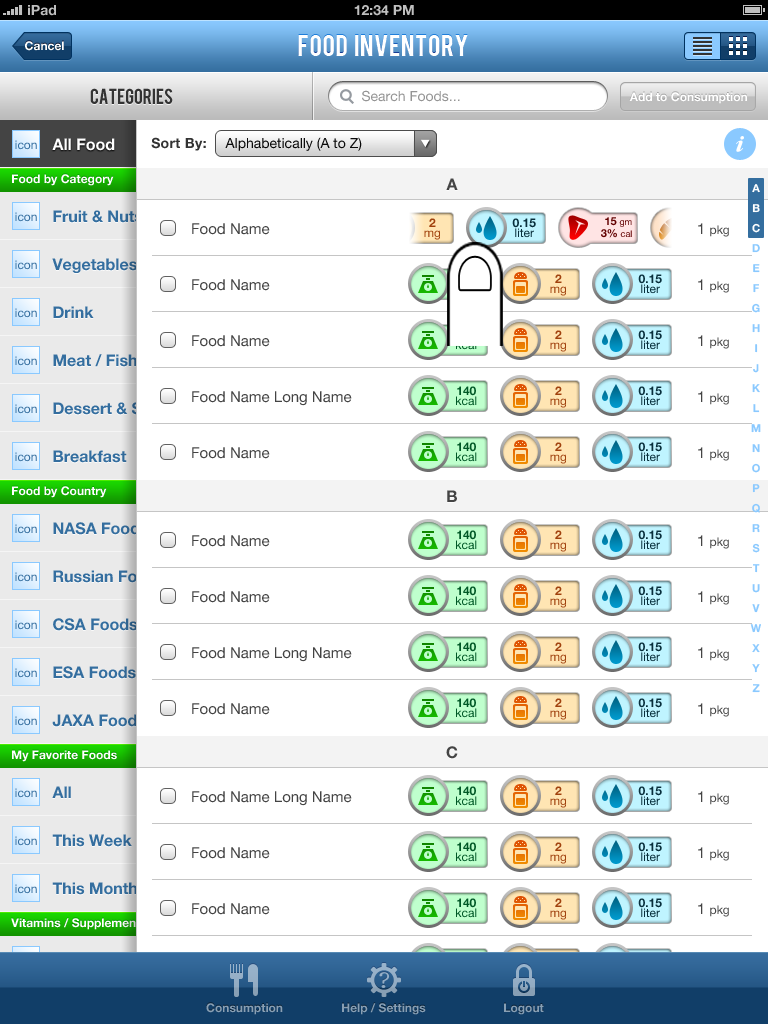 iPad
12:34 PM
Cancel
FOOD INVENTORY
CATEGORIES
Search Foods...
Add to Consumption
icon All Food
Food by Category
icon Fruit & Nut
icon Vegetables
icon Drink
icon Meat / Fish
icon Dessert & S
icon Breakfast
Food by Country
icon NASA Food
icon Russian Fo
icon CSA Foods
icon ESA Foods
icon JAXA Food
My Favorite Foods
icon All
icon This Week
icon This Month
Vitamins / Supplemen
Sort By: Alphabetically (A to Z)
i
A
Food Name 2 mg 0.15 liter 15 gm 3% cal 1 pkg
Food Name 2 mg 0.15 liter 1 pkg
Food Name kcal 2 mg 0.15 liter 1 pkg
Food Name Long Name 140 kcal 2 mg 0.15 liter 1 pkg
Food Name 140 kcal 2 mg 0.15 liter 1 pkg
B
Food Name 140 kcal 2 mg 0.15 liter 1 pkg
Food Name 140 kcal 2 mg 0.15 liter 1 pkg
Food Name Long Name 140 kcal 2 mg 0.15 liter 1 pkg
Food Name 140 kcal 2 mg 0.15 liter 1 pkg
C
Food Name Long Name 140 kcal 2 mg 0.15 liter 1 pkg
Food Name 140 kcal 2 mg 0.15 liter 1 pkg
Food Name 140 kcal 2 mg 0.15 liter 1 pkg
A
B
C
D
E
F
G
H
I
J
K
L
M
N
O
P
Q
R
S
T
U
V
W
X
Y
Z
Consumption
Help / Settings
Logout